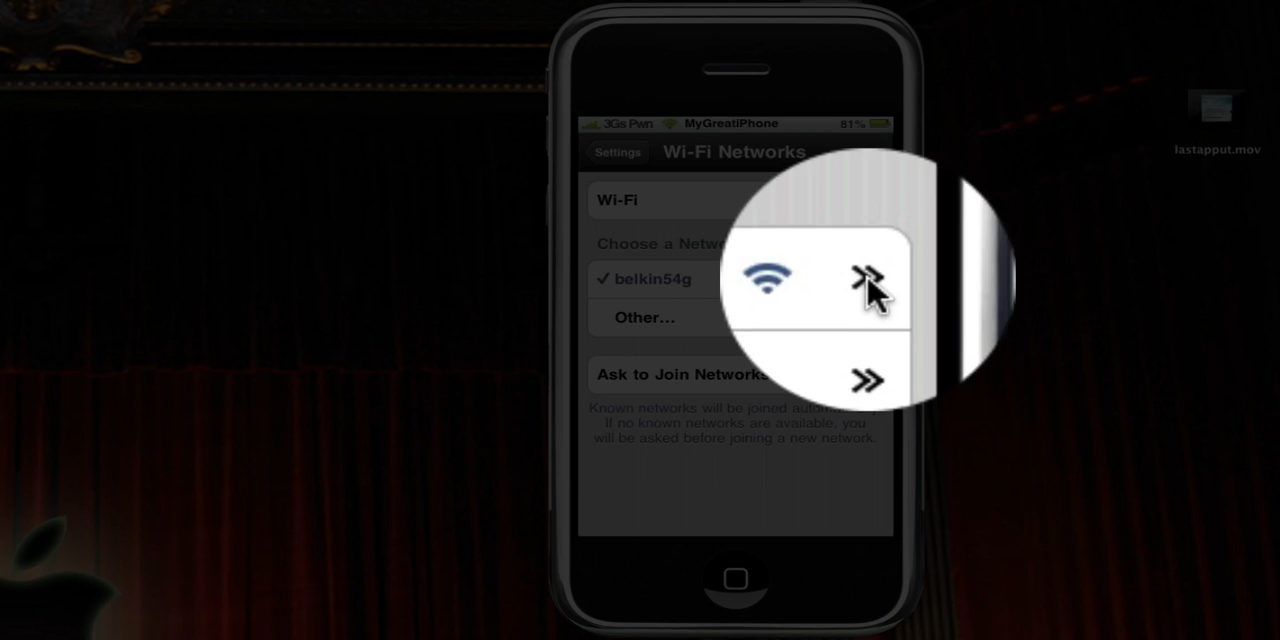 3Gs Pwn MyGreatiPhone 81%
Settings Wi-Fi Networks
Wi-Fi
Choose a Netw
✓ belkin54g
Other...
Ask to Join Networks
Known networks will be joined autom
If no known networks are available, you
will be asked before joining a new network.
lastapput.mov